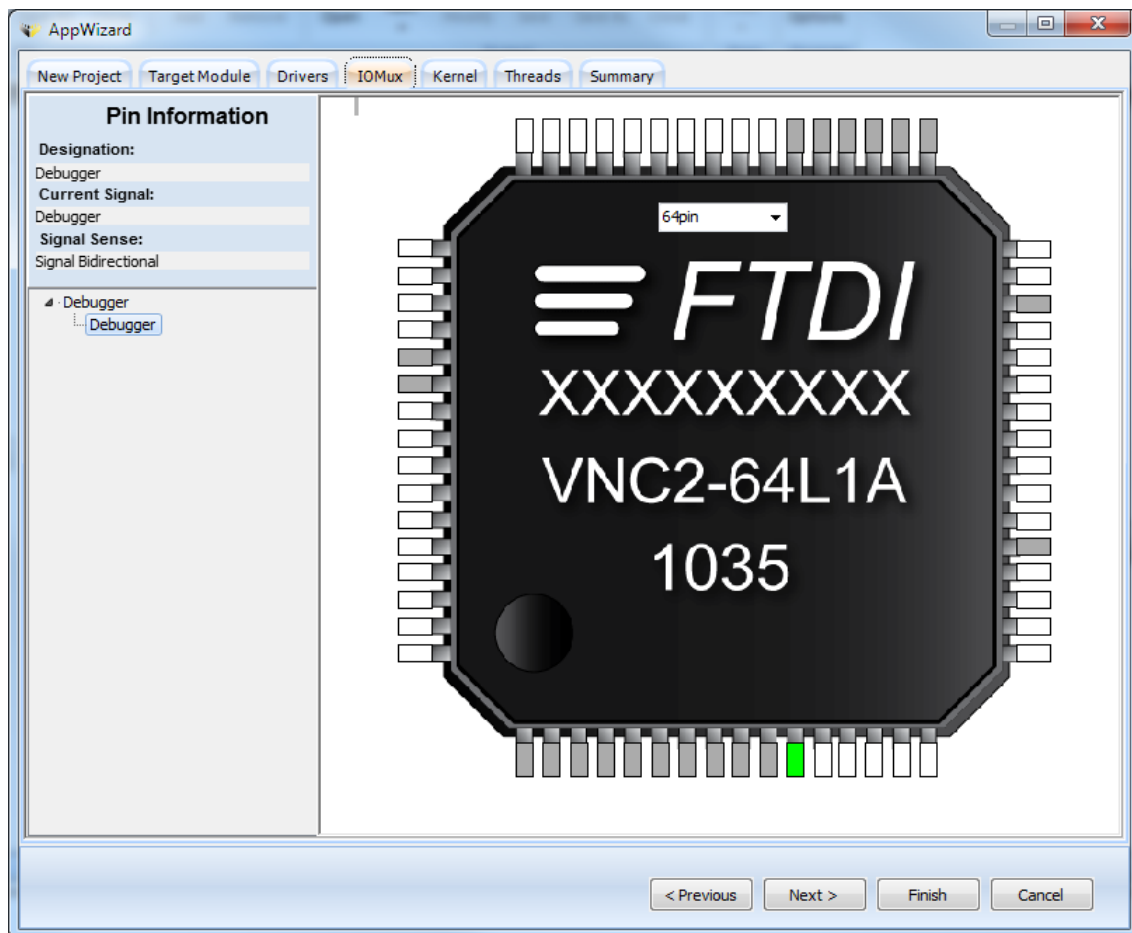 AppWizard
New Project Target Module Drivers IOMux Kernel Threads Summary
Pin Information
Designation:
Debugger
Current Signal:
Debugger
Signal Sense:
Signal Bidirectional
Debugger
Debugger
64pin
FTDI
XXXXXXXXX
VNC2-64L1A
1035
< Previous Next > Finish Cancel